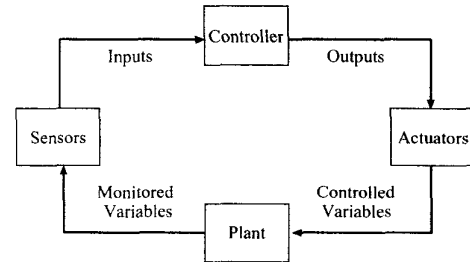 Controller
Inputs
Outputs
Sensors
Actuators
Monitored
Variables
Controlled
Variables
Plant